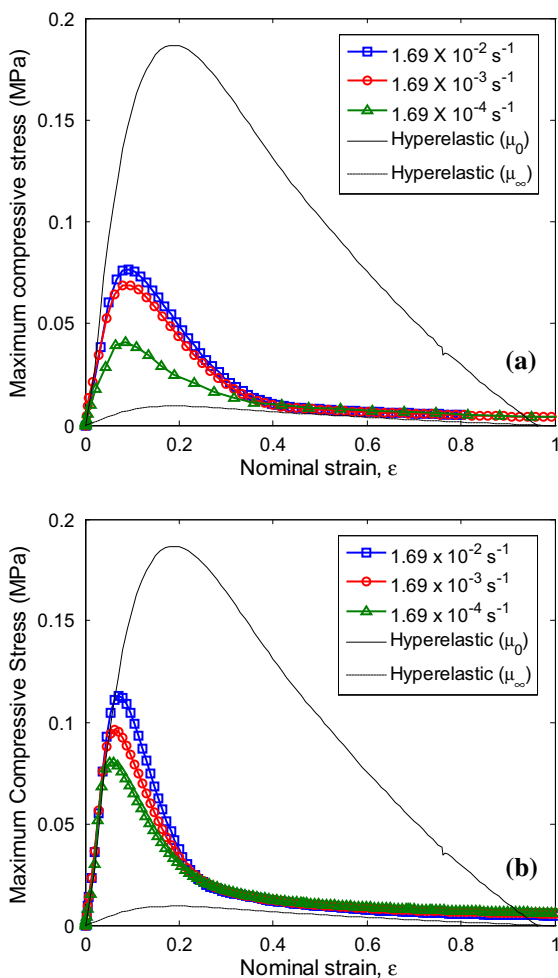 0.2
1.69 X 10⁻² s⁻¹
1.69 X 10⁻³ s⁻¹
1.69 X 10⁻⁴ s⁻¹
Hyperelastic (μ₀)
Hyperelastic (μ∞)
0.15
0.1
0.05
0
Maximum compressive stress (MPa)
(a)
0 0.2 0.4 0.6 0.8 1
Nominal strain, ε
0.2
1.69 x 10⁻² s⁻¹
1.69 x 10⁻³ s⁻¹
1.69 x 10⁻⁴ s⁻¹
Hyperelastic (μ₀)
Hyperelastic (μ∞)
0.15
0.1
0.05
0
Maximum Compressive Stress (MPa)
(b)
0 0.2 0.4 0.6 0.8 1
Nominal strain, ε